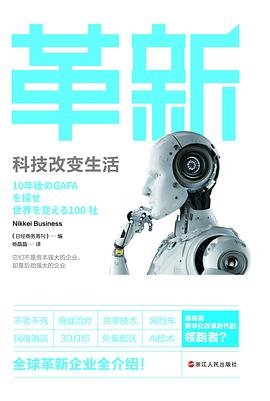 革新
科技改变生活
10年後のGAFA
を探せ
世界を変える100社
Nikkei Business
《日经商务周刊》— 编
杨晶晶 — 译
它们不是资本强大的企业，
却是后劲强大的企业
不老不死
癌症治疗
共享技术
网约车
民宿酒店
3D打印
外卖配送
AI技术
谁将是
数字化改革时代的
领跑者？
全球革新企业全介绍！
浙江人民出版社